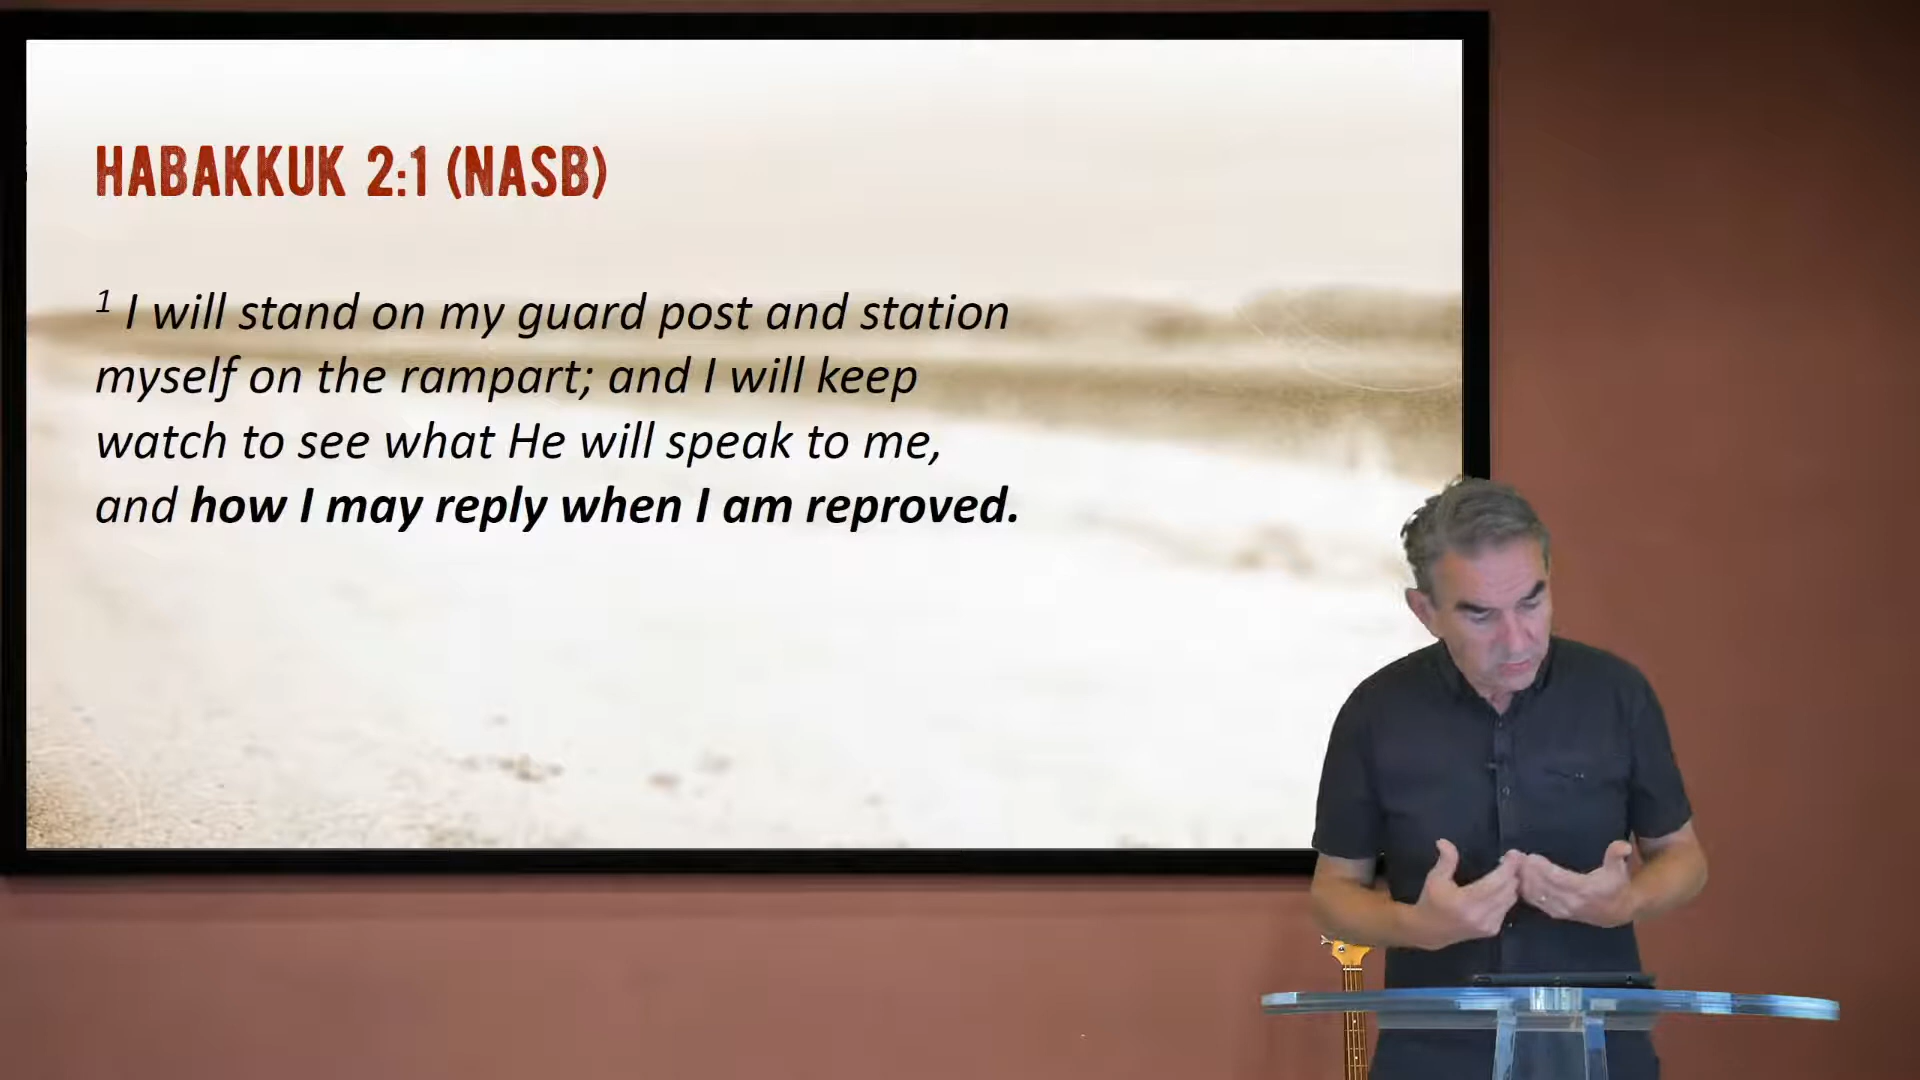 HABAKKUK 2:1 (NASB)
1 I will stand on my guard post and station
myself on the rampart; and I will keep
watch to see what He will speak to me,
and how I may reply when I am reproved.